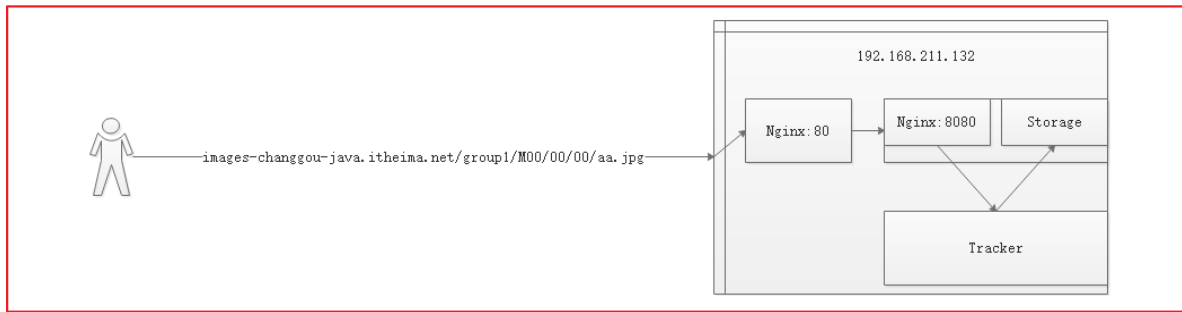 192.168.211.132
images-changgou-java.itheima.net/group1/M00/00/00/aa.jpg
Nginx:80
Nginx:8080
Storage
Tracker